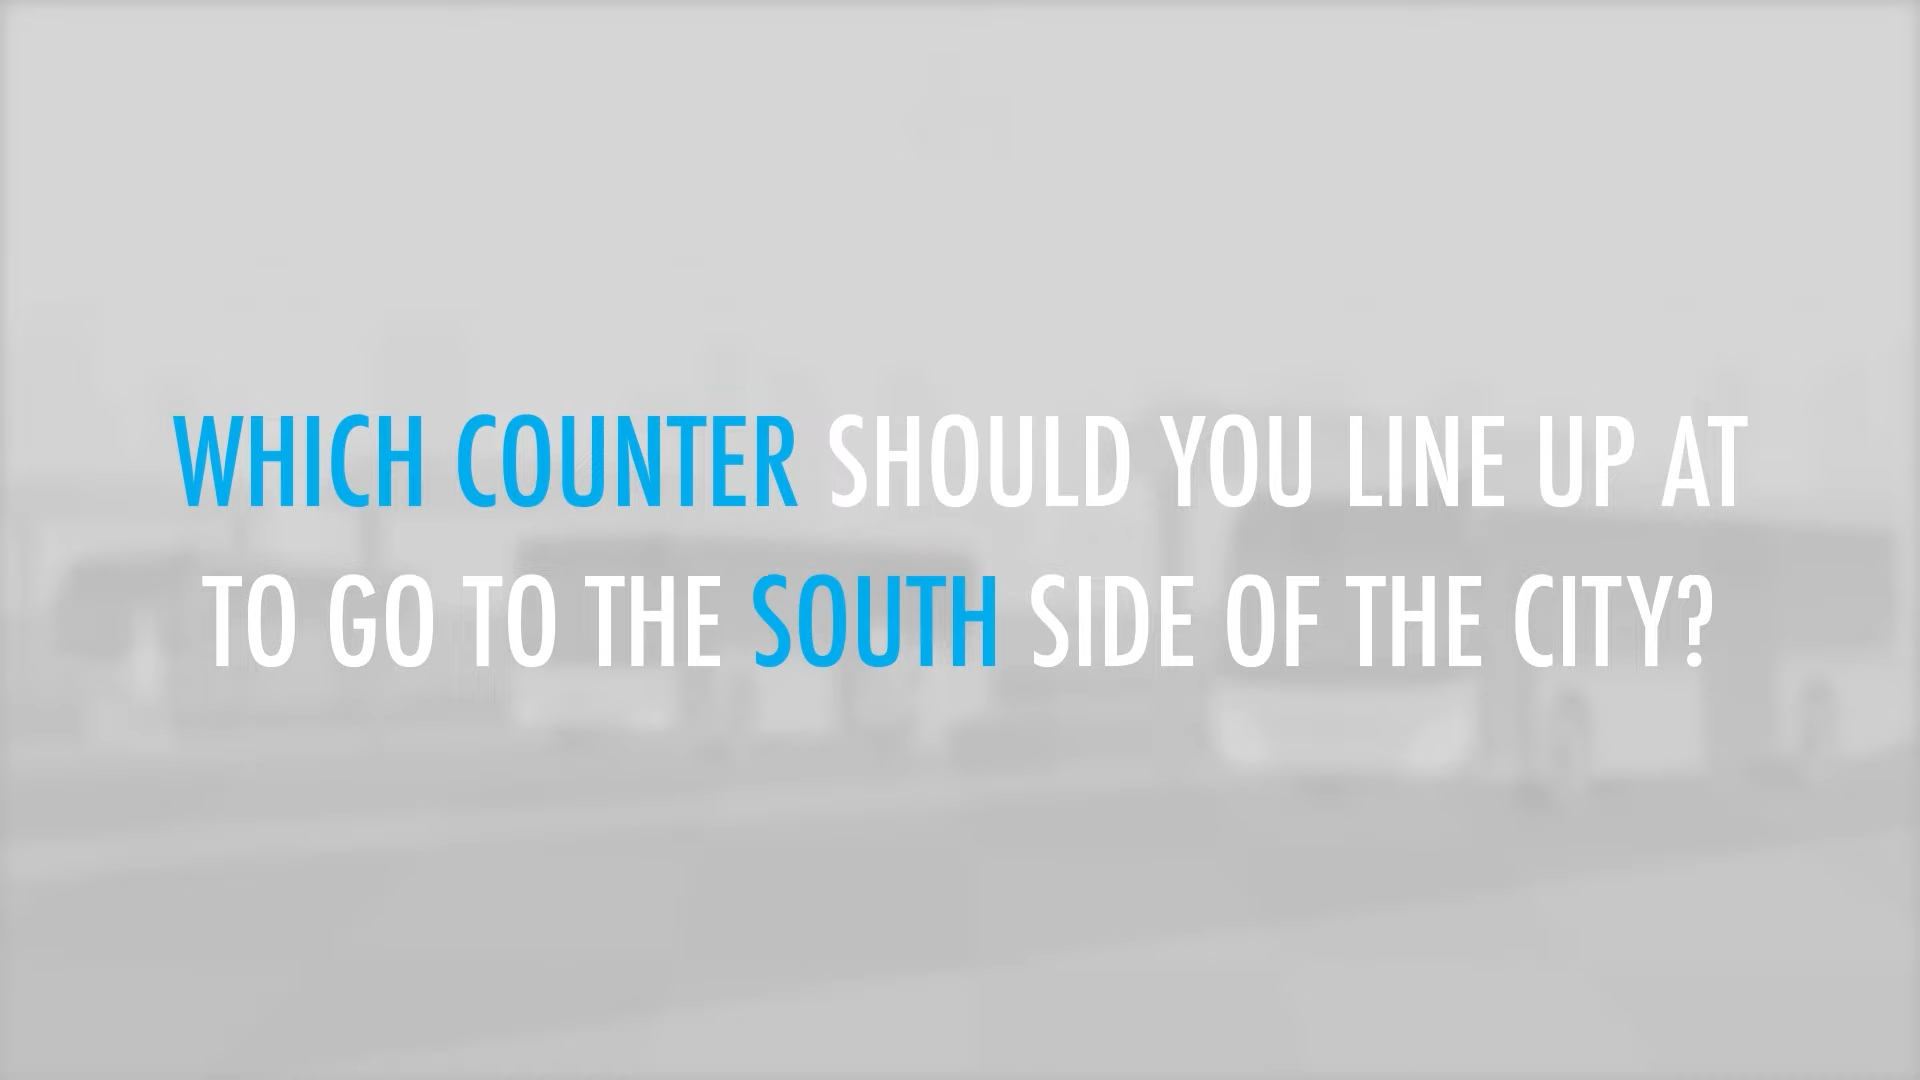 WHICH COUNTER SHOULD YOU LINE UP AT
TO GO TO THE SOUTH SIDE OF THE CITY?